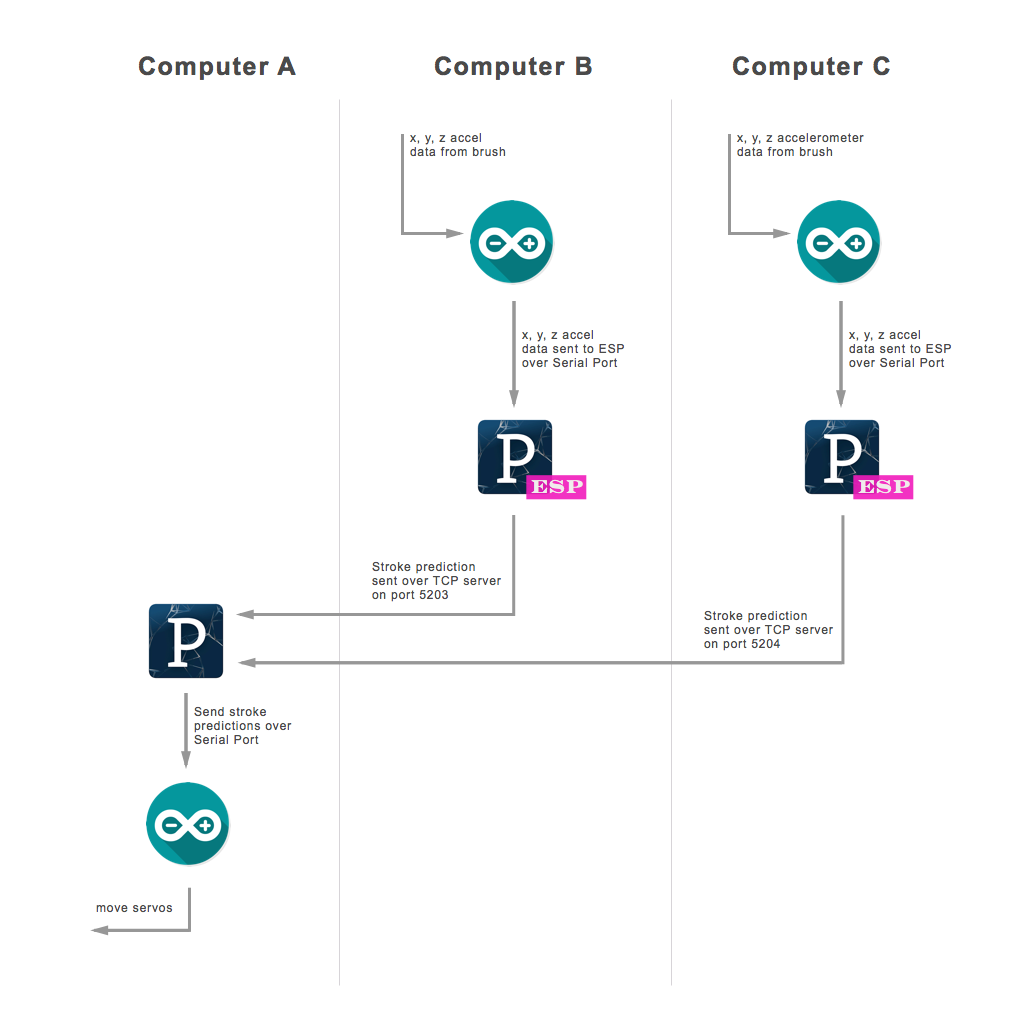 Computer A
Computer B
Computer C
x, y, z accel
data from brush
x, y, z accelerometer
data from brush
x, y, z accel
data sent to ESP
over Serial Port
x, y, z accel
data sent to ESP
over Serial Port
P
ESP
P
ESP
Stroke prediction
sent over TCP server
on port 5203
Stroke prediction
sent over TCP server
on port 5204
P
Send stroke
predictions over
Serial Port
move servos